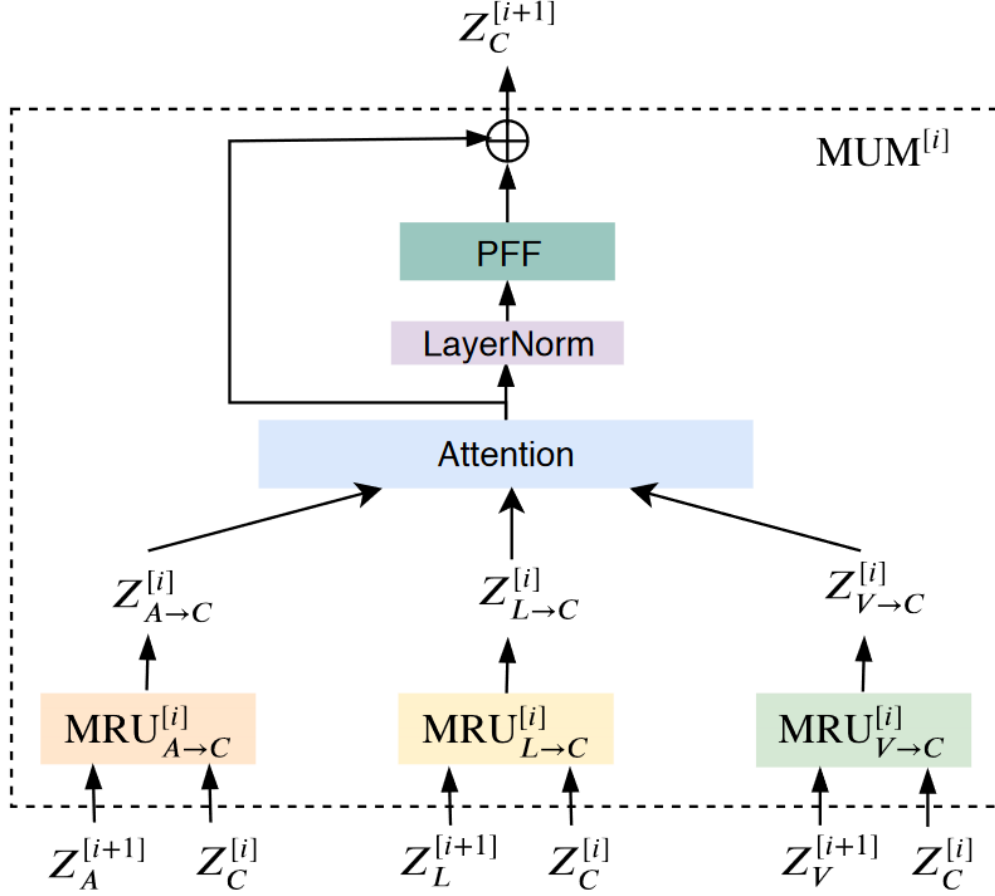 Z_C^{[i+1]}
MUM^{[i]}
PFF
LayerNorm
Attention
Z_{A→C}^{[i]} Z_{L→C}^{[i]} Z_{V→C}^{[i]}
MRU_{A→C}^{[i]} MRU_{L→C}^{[i]} MRU_{V→C}^{[i]}
Z_A^{[i+1]} Z_C^{[i]} Z_L^{[i+1]} Z_C^{[i]} Z_V^{[i+1]} Z_C^{[i]}